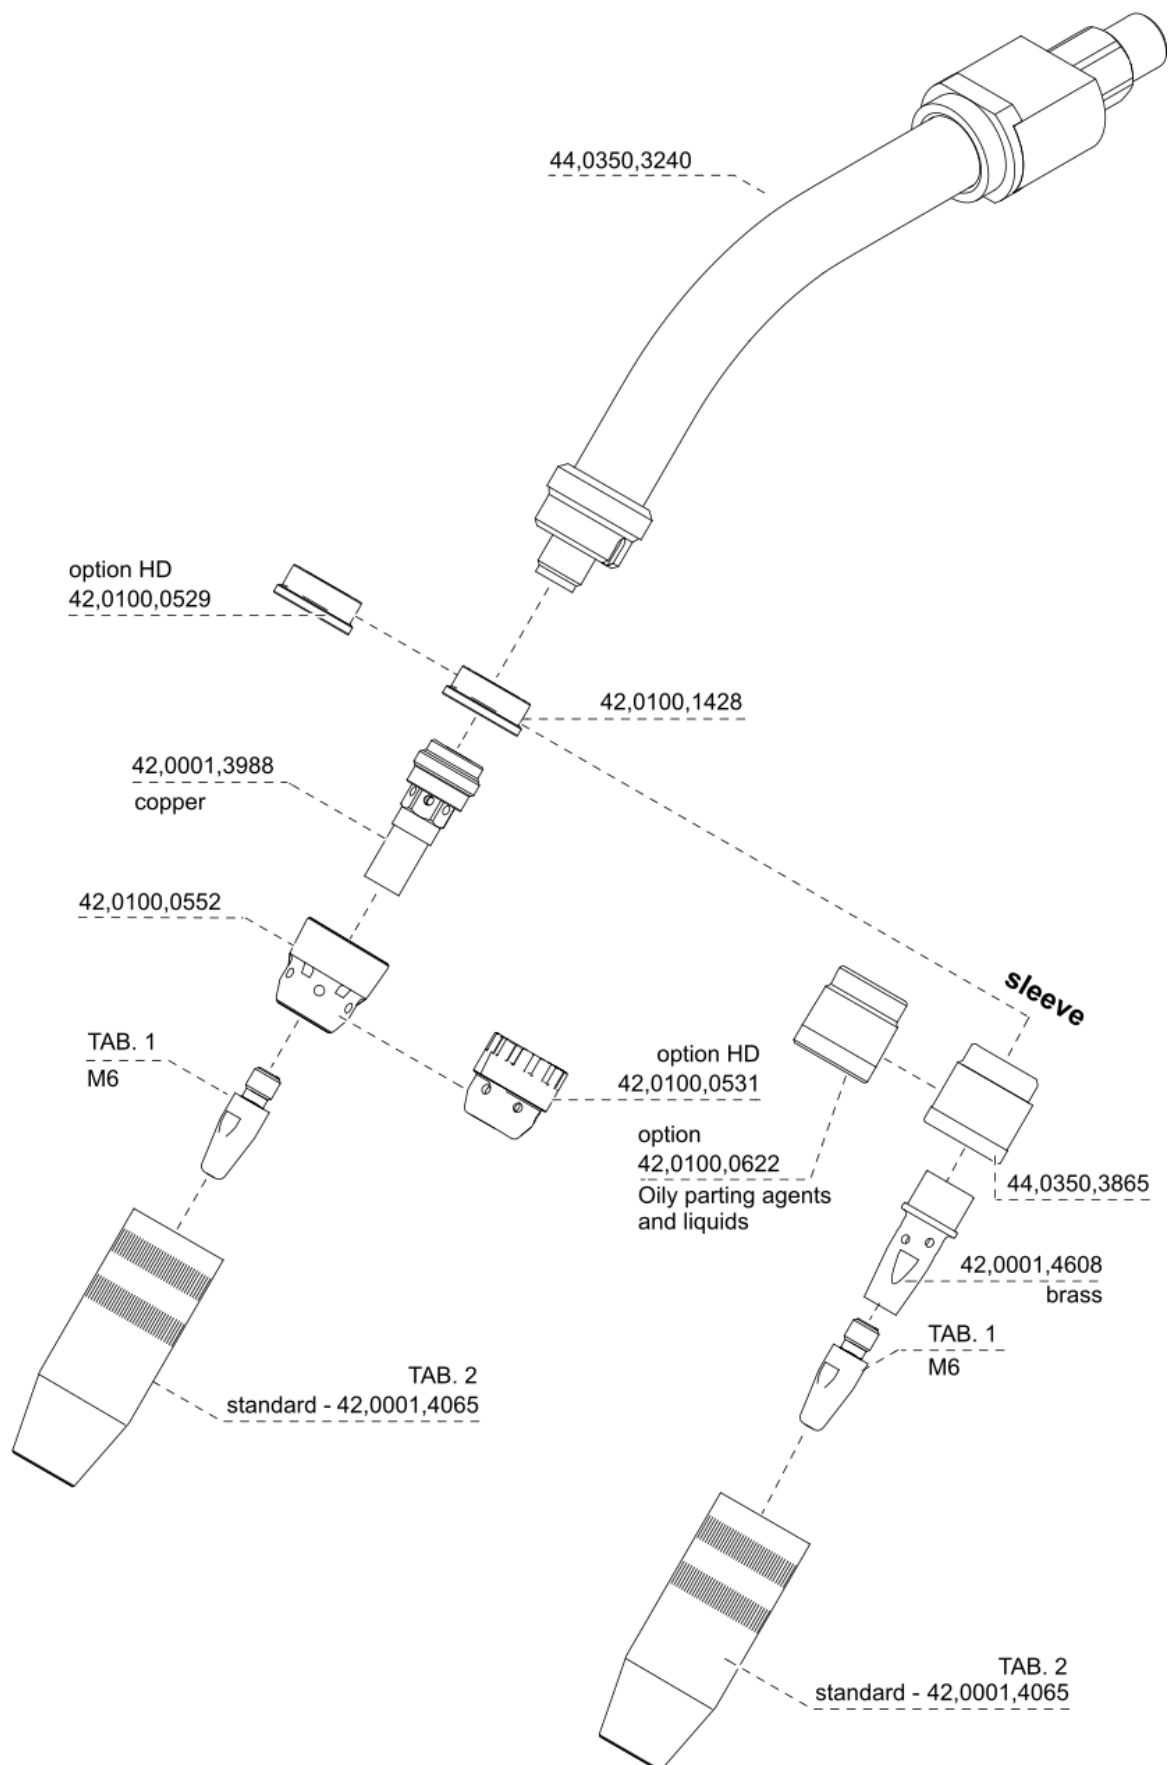 44,0350,3240
option HD
42,0100,0529
42,0100,1428
42,0001,3988
copper
42,0100,0552
sleeve
TAB. 1
M6
option HD
42,0100,0531
option
42,0100,0622
Oily parting agents
and liquids
44,0350,3865
42,0001,4608
brass
TAB. 1
M6
TAB. 2
standard - 42,0001,4065
TAB. 2
standard - 42,0001,4065